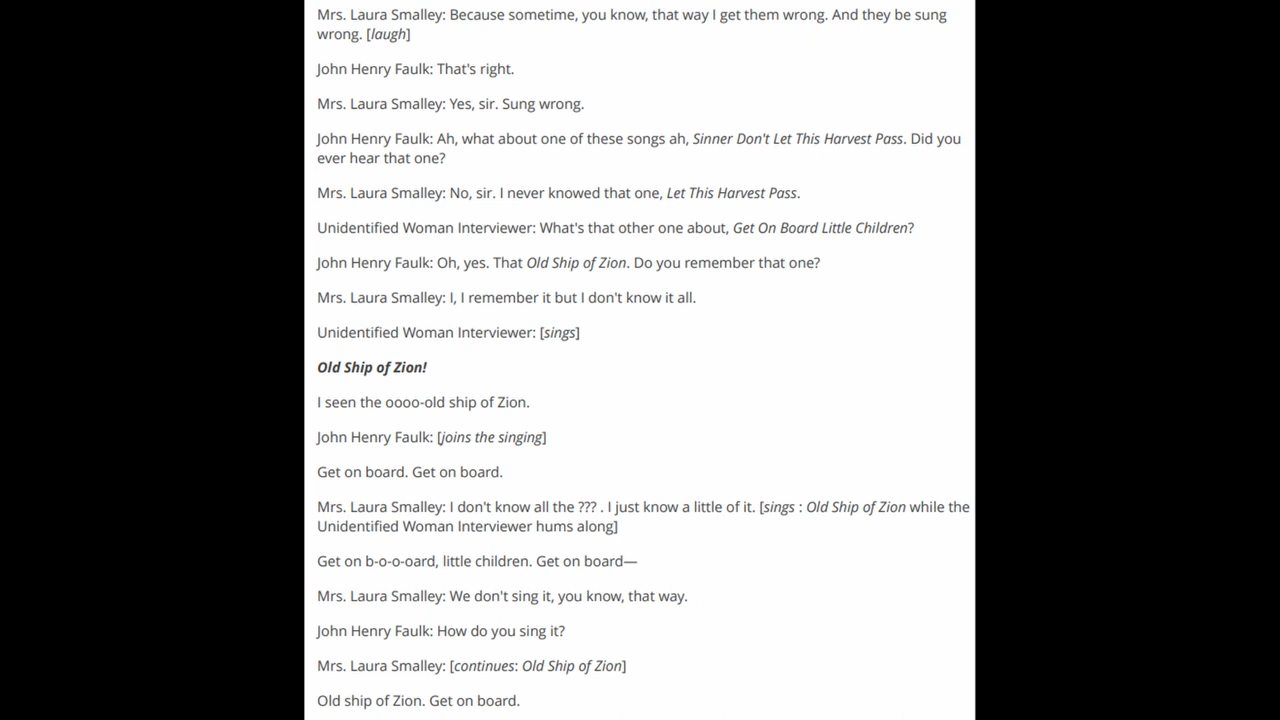 Mrs. Laura Smalley: Because sometime, you know, that way I get them wrong. And they be sung
wrong. [laugh]
John Henry Faulk: That's right.
Mrs. Laura Smalley: Yes, sir. Sung wrong.
John Henry Faulk: Ah, what about one of these songs ah, Sinner Don't Let This Harvest Pass. Did you
ever hear that one?
Mrs. Laura Smalley: No, sir. I never knowed that one, Let This Harvest Pass.
Unidentified Woman Interviewer: What's that other one about, Get On Board Little Children?
John Henry Faulk: Oh, yes. That Old Ship of Zion. Do you remember that one?
Mrs. Laura Smalley: I, I remember it but I don't know it all.
Unidentified Woman Interviewer: [sings]
Old Ship of Zion!
I seen the oooo-old ship of Zion.
John Henry Faulk: [joins the singing]
Get on board. Get on board.
Mrs. Laura Smalley: I don't know all the ??? . I just know a little of it. [sings : Old Ship of Zion while the
Unidentified Woman Interviewer hums along]
Get on b-o-o-oard, little children. Get on board—
Mrs. Laura Smalley: We don't sing it, you know, that way.
John Henry Faulk: How do you sing it?
Mrs. Laura Smalley: [continues: Old Ship of Zion]
Old ship of Zion. Get on board.